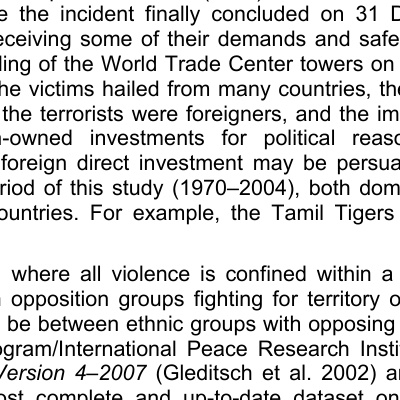 e the incident finally concluded on 31 D
eceiving some of their demands and safe
ling of the World Trade Center towers on
he victims hailed from many countries, the
the terrorists were foreigners, and the im
-owned investments for political reaso
foreign direct investment may be persua
riod of this study (1970–2004), both dom
ountries. For example, the Tamil Tigers
where all violence is confined within a
opposition groups fighting for territory o
be between ethnic groups with opposing
ogram/International Peace Research Insti
Version 4–2007 (Gleditsch et al. 2002) a
ost complete and up-to-date dataset on